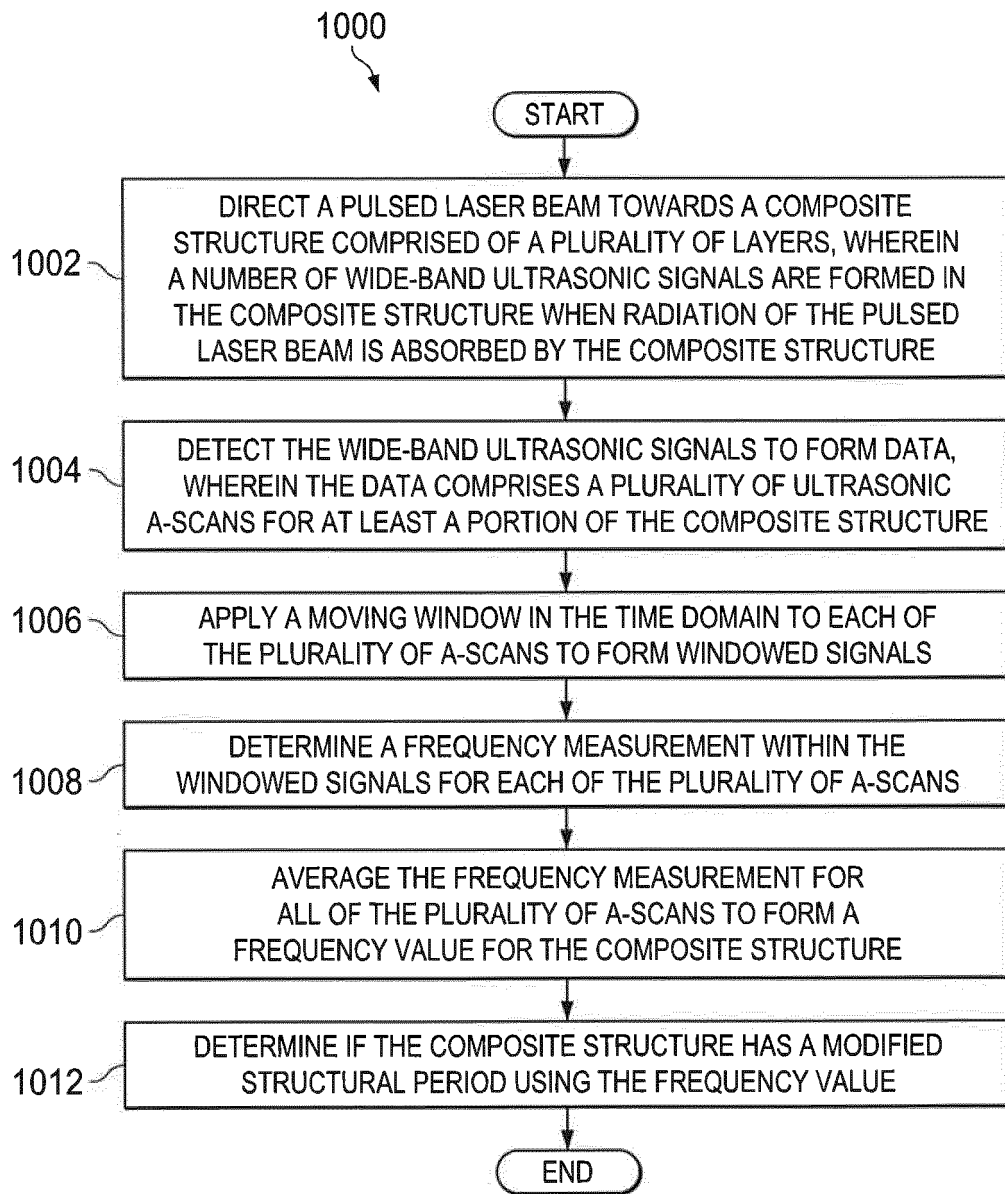 1000
START
1002
DIRECT A PULSED LASER BEAM TOWARDS A COMPOSITE
STRUCTURE COMPRISED OF A PLURALITY OF LAYERS, WHEREIN
A NUMBER OF WIDE-BAND ULTRASONIC SIGNALS ARE FORMED IN
THE COMPOSITE STRUCTURE WHEN RADIATION OF THE PULSED
LASER BEAM IS ABSORBED BY THE COMPOSITE STRUCTURE
1004
DETECT THE WIDE-BAND ULTRASONIC SIGNALS TO FORM DATA,
WHEREIN THE DATA COMPRISES A PLURALITY OF ULTRASONIC
A-SCANS FOR AT LEAST A PORTION OF THE COMPOSITE STRUCTURE
1006
APPLY A MOVING WINDOW IN THE TIME DOMAIN TO EACH OF
THE PLURALITY OF A-SCANS TO FORM WINDOWED SIGNALS
1008
DETERMINE A FREQUENCY MEASUREMENT WITHIN THE
WINDOWED SIGNALS FOR EACH OF THE PLURALITY OF A-SCANS
1010
AVERAGE THE FREQUENCY MEASUREMENT FOR
ALL OF THE PLURALITY OF A-SCANS TO FORM A
FREQUENCY VALUE FOR THE COMPOSITE STRUCTURE
1012
DETERMINE IF THE COMPOSITE STRUCTURE HAS A MODIFIED
STRUCTURAL PERIOD USING THE FREQUENCY VALUE
END